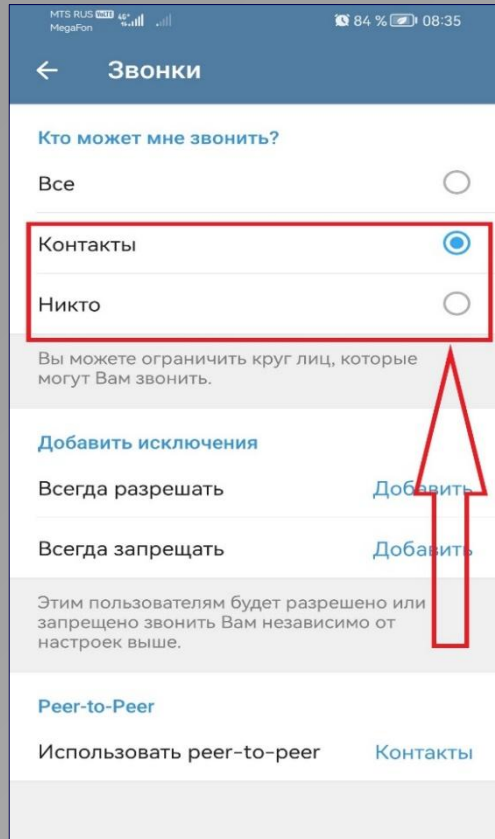 MTS RUS VoLTE 4G+
MegaFon
84 % 08:35
Звонки
Кто может мне звонить?
Все
Контакты
Никто
Вы можете ограничить круг лиц, которые
могут Вам звонить.
Добавить исключения
Всегда разрешать Добавить
Всегда запрещать Добавить
Этим пользователям будет разрешено или
запрещено звонить Вам независимо от
настроек выше.
Peer-to-Peer
Использовать peer-to-peer Контакты